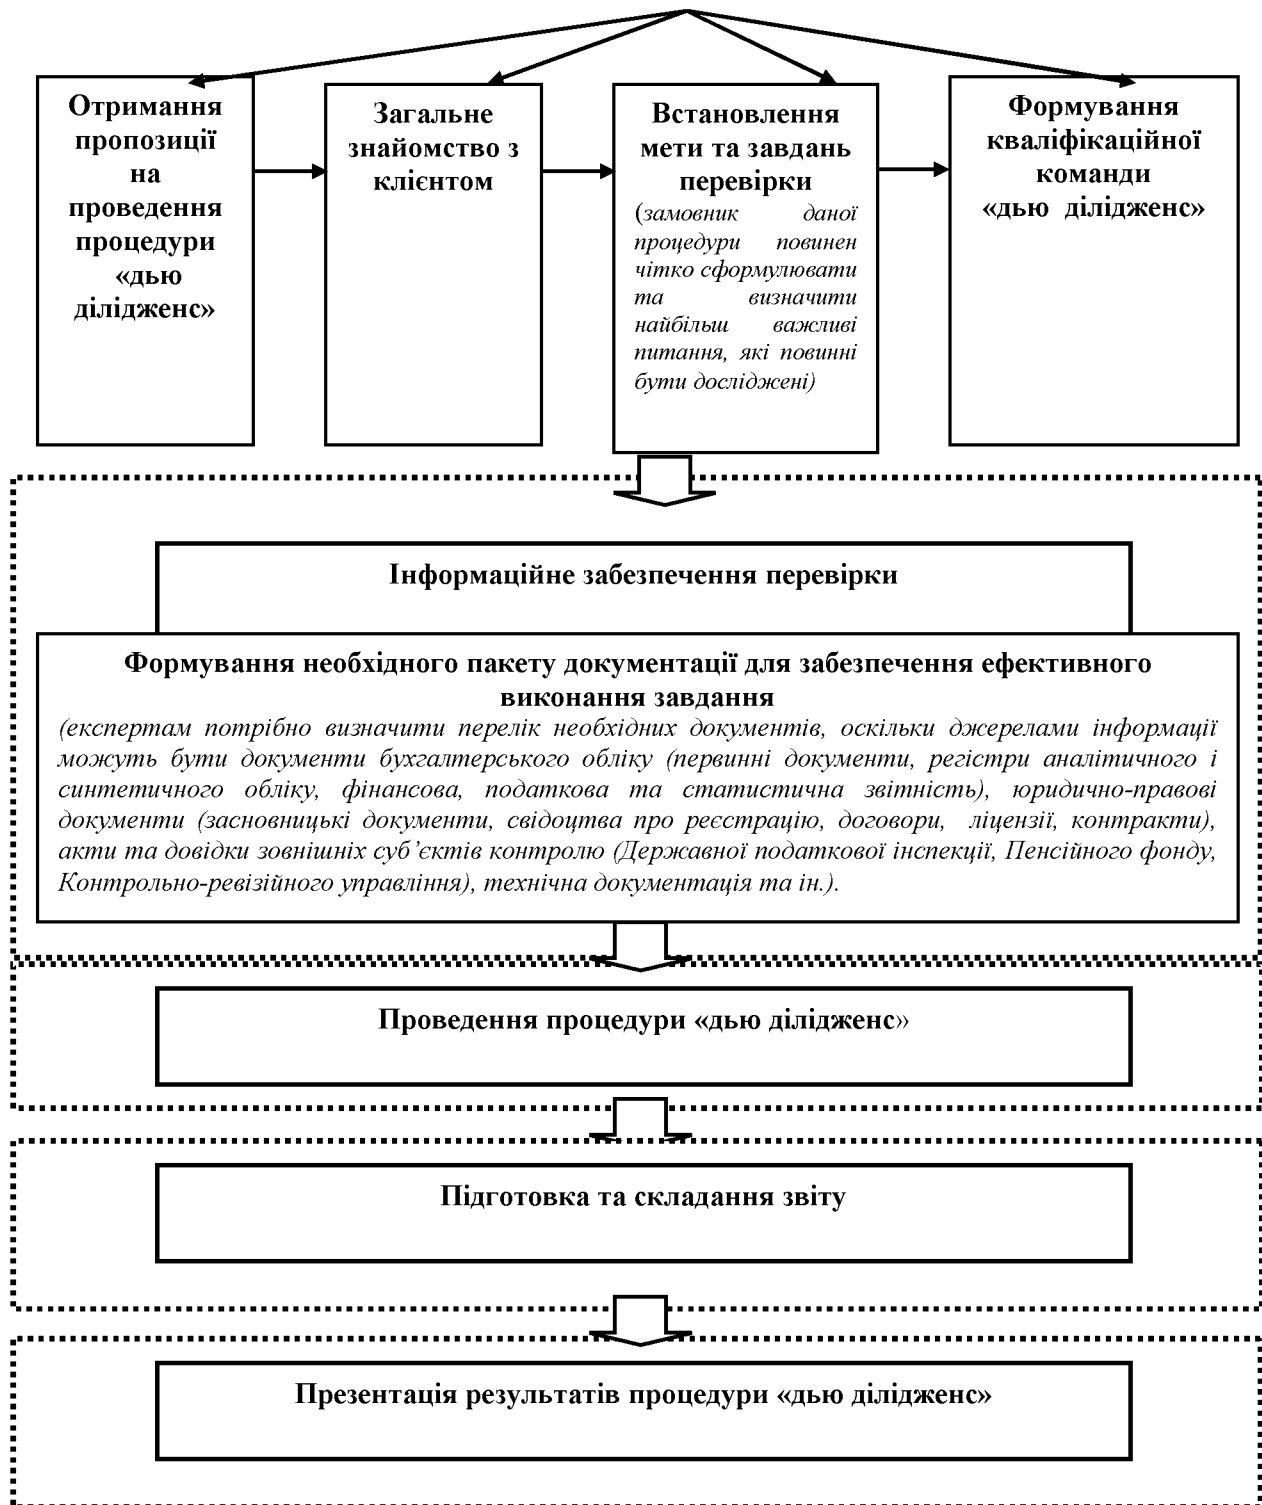 Отримання
пропозиції
на
проведення
процедури
«дью
ділідженс»
Загальне
знайомство з
клієнтом
Встановлення
мети та завдань
перевірки
(замовник даної
процедури повинен
чітко сформулювати
та визначити
найбільш важливі
питання, які повинні
бути досліджені)
Формування
кваліфікаційної
команди
«дью ділідженс»
Інформаційне забезпечення перевірки
Формування необхідного пакету документації для забезпечення ефективного
виконання завдання
(експертам потрібно визначити перелік необхідних документів, оскільки джерелами інформації
можуть бути документи бухгалтерського обліку (первинні документи, регістри аналітичного і
синтетичного обліку, фінансова, податкова та статистична звітність), юридично-правові
документи (засновницькі документи, свідоцтва про реєстрацію, договори, ліцензії, контракти),
акти та довідки зовнішніх суб’єктів контролю (Державної податкової інспекції, Пенсійного фонду,
Контрольно-ревізійного управління), технічна документація та ін.).
Проведення процедури «дью ділідженс»
Підготовка та складання звіту
Презентація результатів процедури «дью ділідженс»